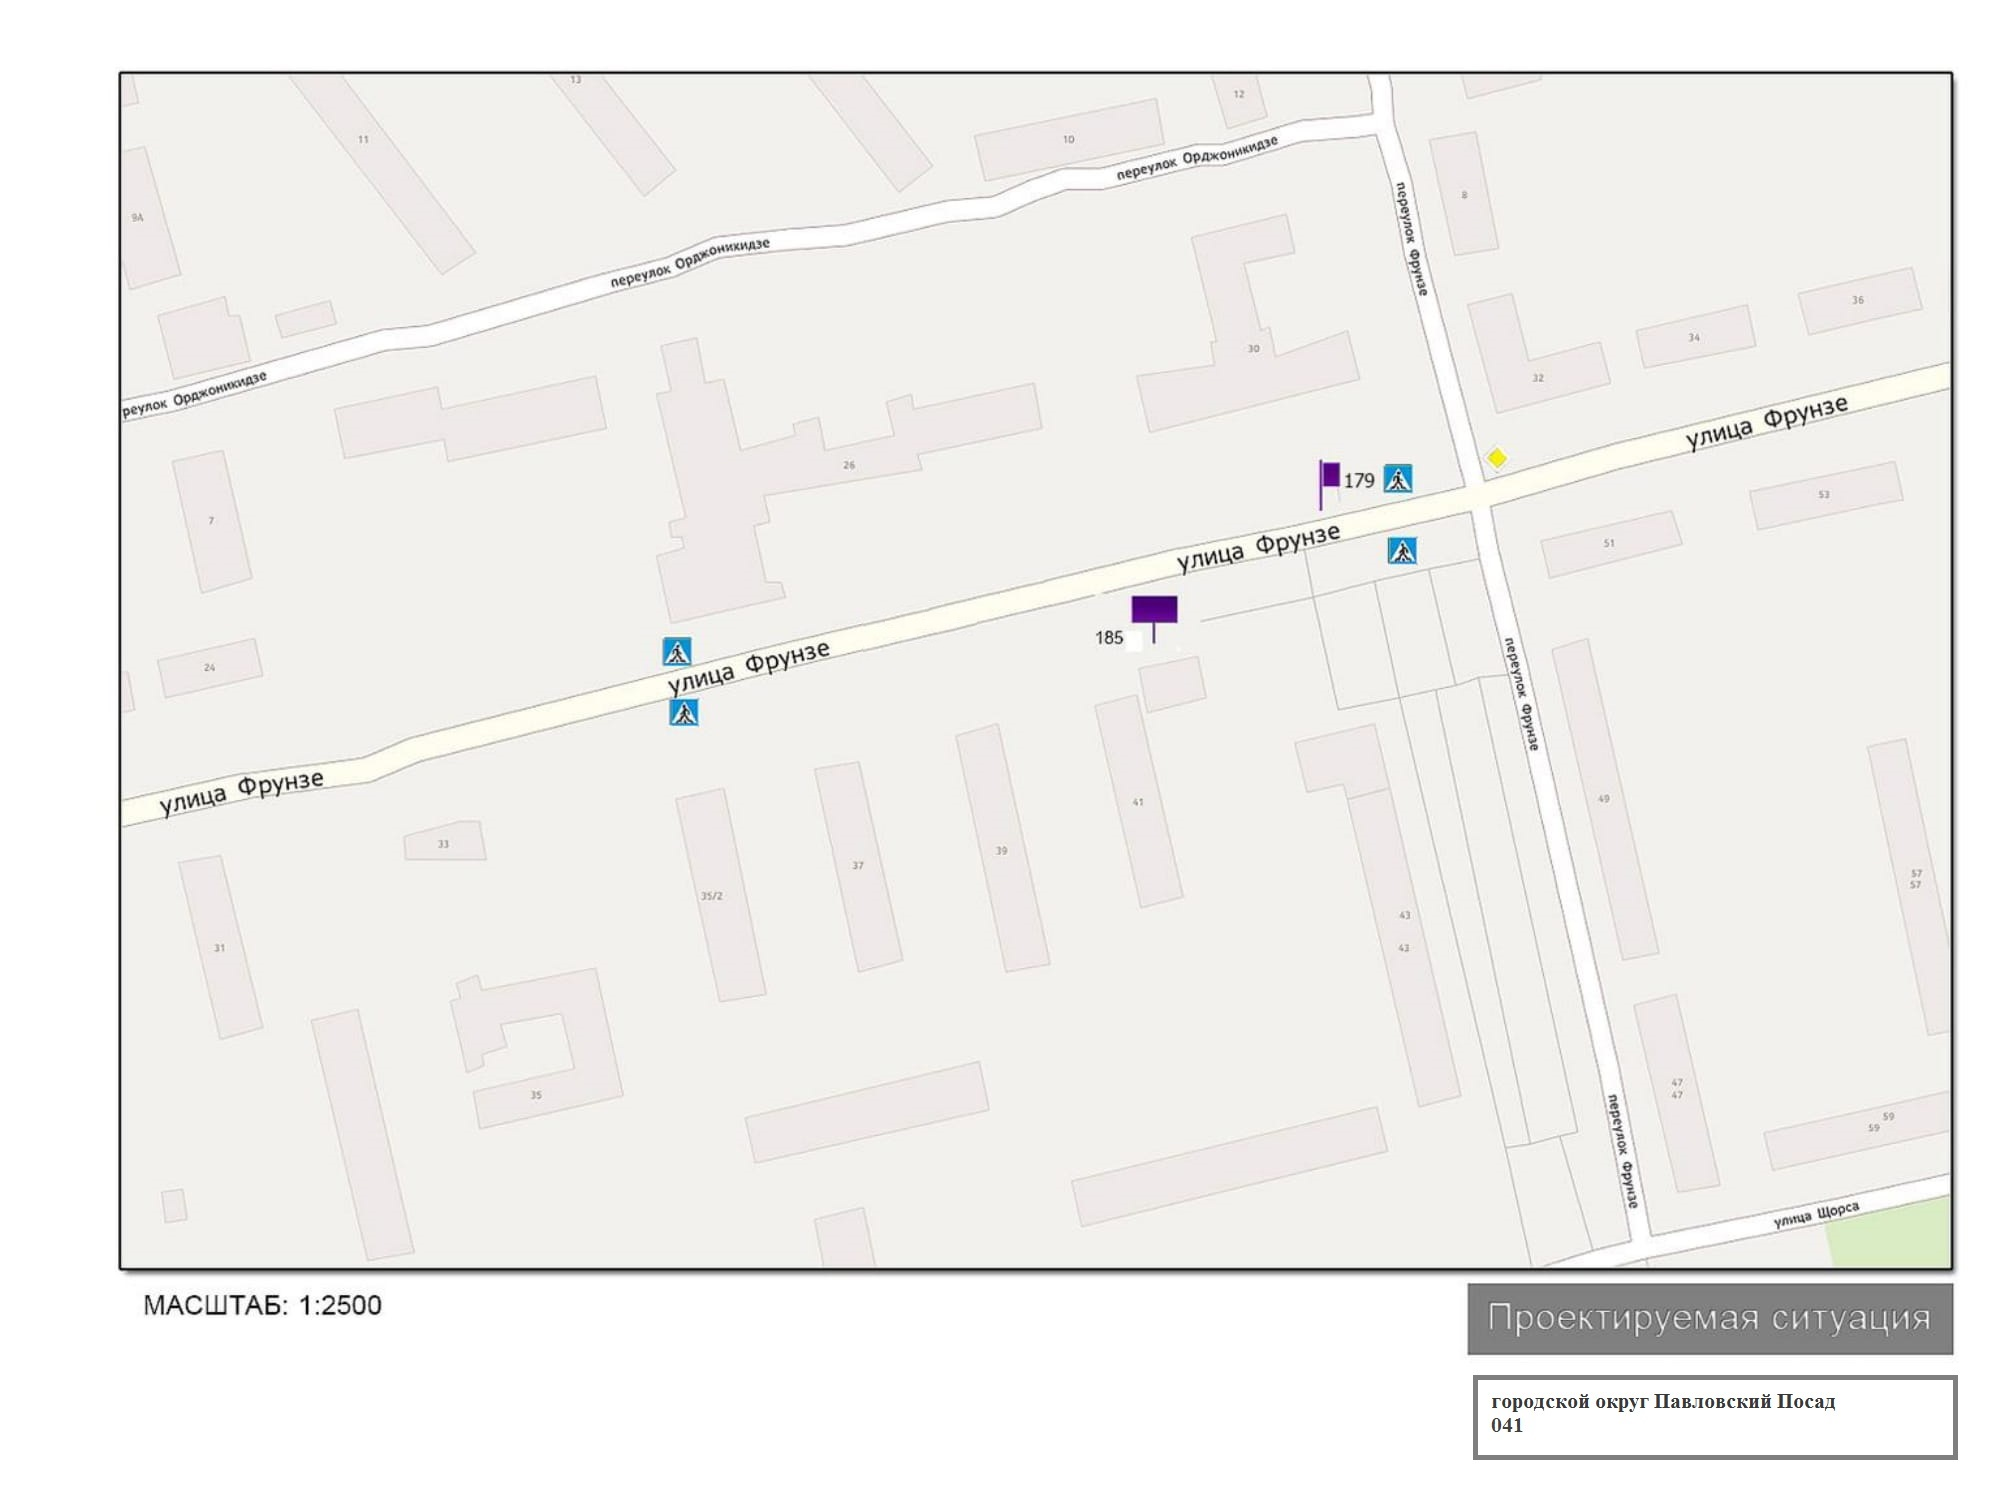 13
12
11
10
переулок Орджоникидзе
8
9А
переулок Фрунзе
переулок Орджоникидзе
36
34
30
32
реулок Орджоникидзе
улица Фрунзе
26
179
53
7
улица Фрунзе
51
185
24
улица Фрунзе
переулок Фрунзе
улица Фрунзе
41
49
33
39
37
35/2
57
57
43
43
31
47
47
35
59
59
переулок Фрунзе
улица Щорса
МАСШТАБ: 1:2500
Проектируемая ситуация
городской округ Павловский Посад
041